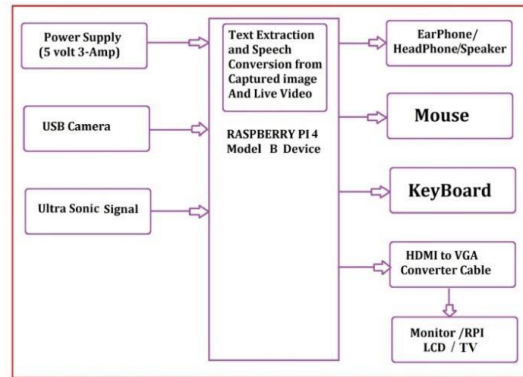 Power Supply
(5 volt 3-Amp)
USB Camera
Ultra Sonic Signal
Text Extraction
and Speech
Conversion from
Captured image
And Live Video
RASPBERRY PI 4
Model B Device
EarPhone/
HeadPhone/Speaker
Mouse
KeyBoard
HDMI to VGA
Converter Cable
Monitor /RPI
LCD / TV